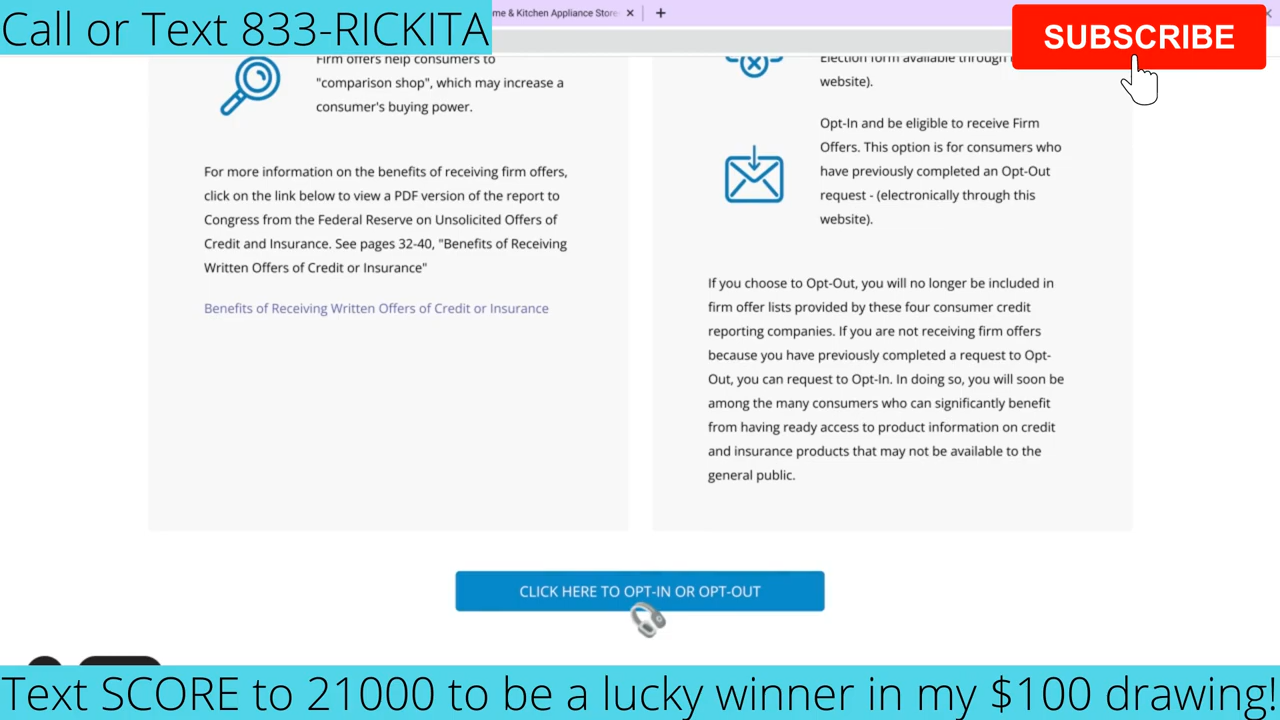 Call or Text 833-RICKITA
me & Kitchen Appliance Store
SUBSCRIBE
Firm offers help consumers to
"comparison shop", which may increase a
consumer's buying power.
For more information on the benefits of receiving firm offers,
click on the link below to view a PDF version of the report to
Congress from the Federal Reserve on Unsolicited Offers of
Credit and Insurance. See pages 32-40, "Benefits of Receiving
Written Offers of Credit or Insurance"
Benefits of Receiving Written Offers of Credit or Insurance
Election form available through
website).
Opt-In and be eligible to receive Firm
Offers. This option is for consumers who
have previously completed an Opt-Out
request - (electronically through this
website).
If you choose to Opt-Out, you will no longer be included in
firm offer lists provided by these four consumer credit
reporting companies. If you are not receiving firm offers
because you have previously completed a request to Opt-
Out, you can request to Opt-In. In doing so, you will soon be
among the many consumers who can significantly benefit
from having ready access to product information on credit
and insurance products that may not be available to the
general public.
CLICK HERE TO OPT-IN OR OPT-OUT
Text SCORE to 21000 to be a lucky winner in my $100 drawing!